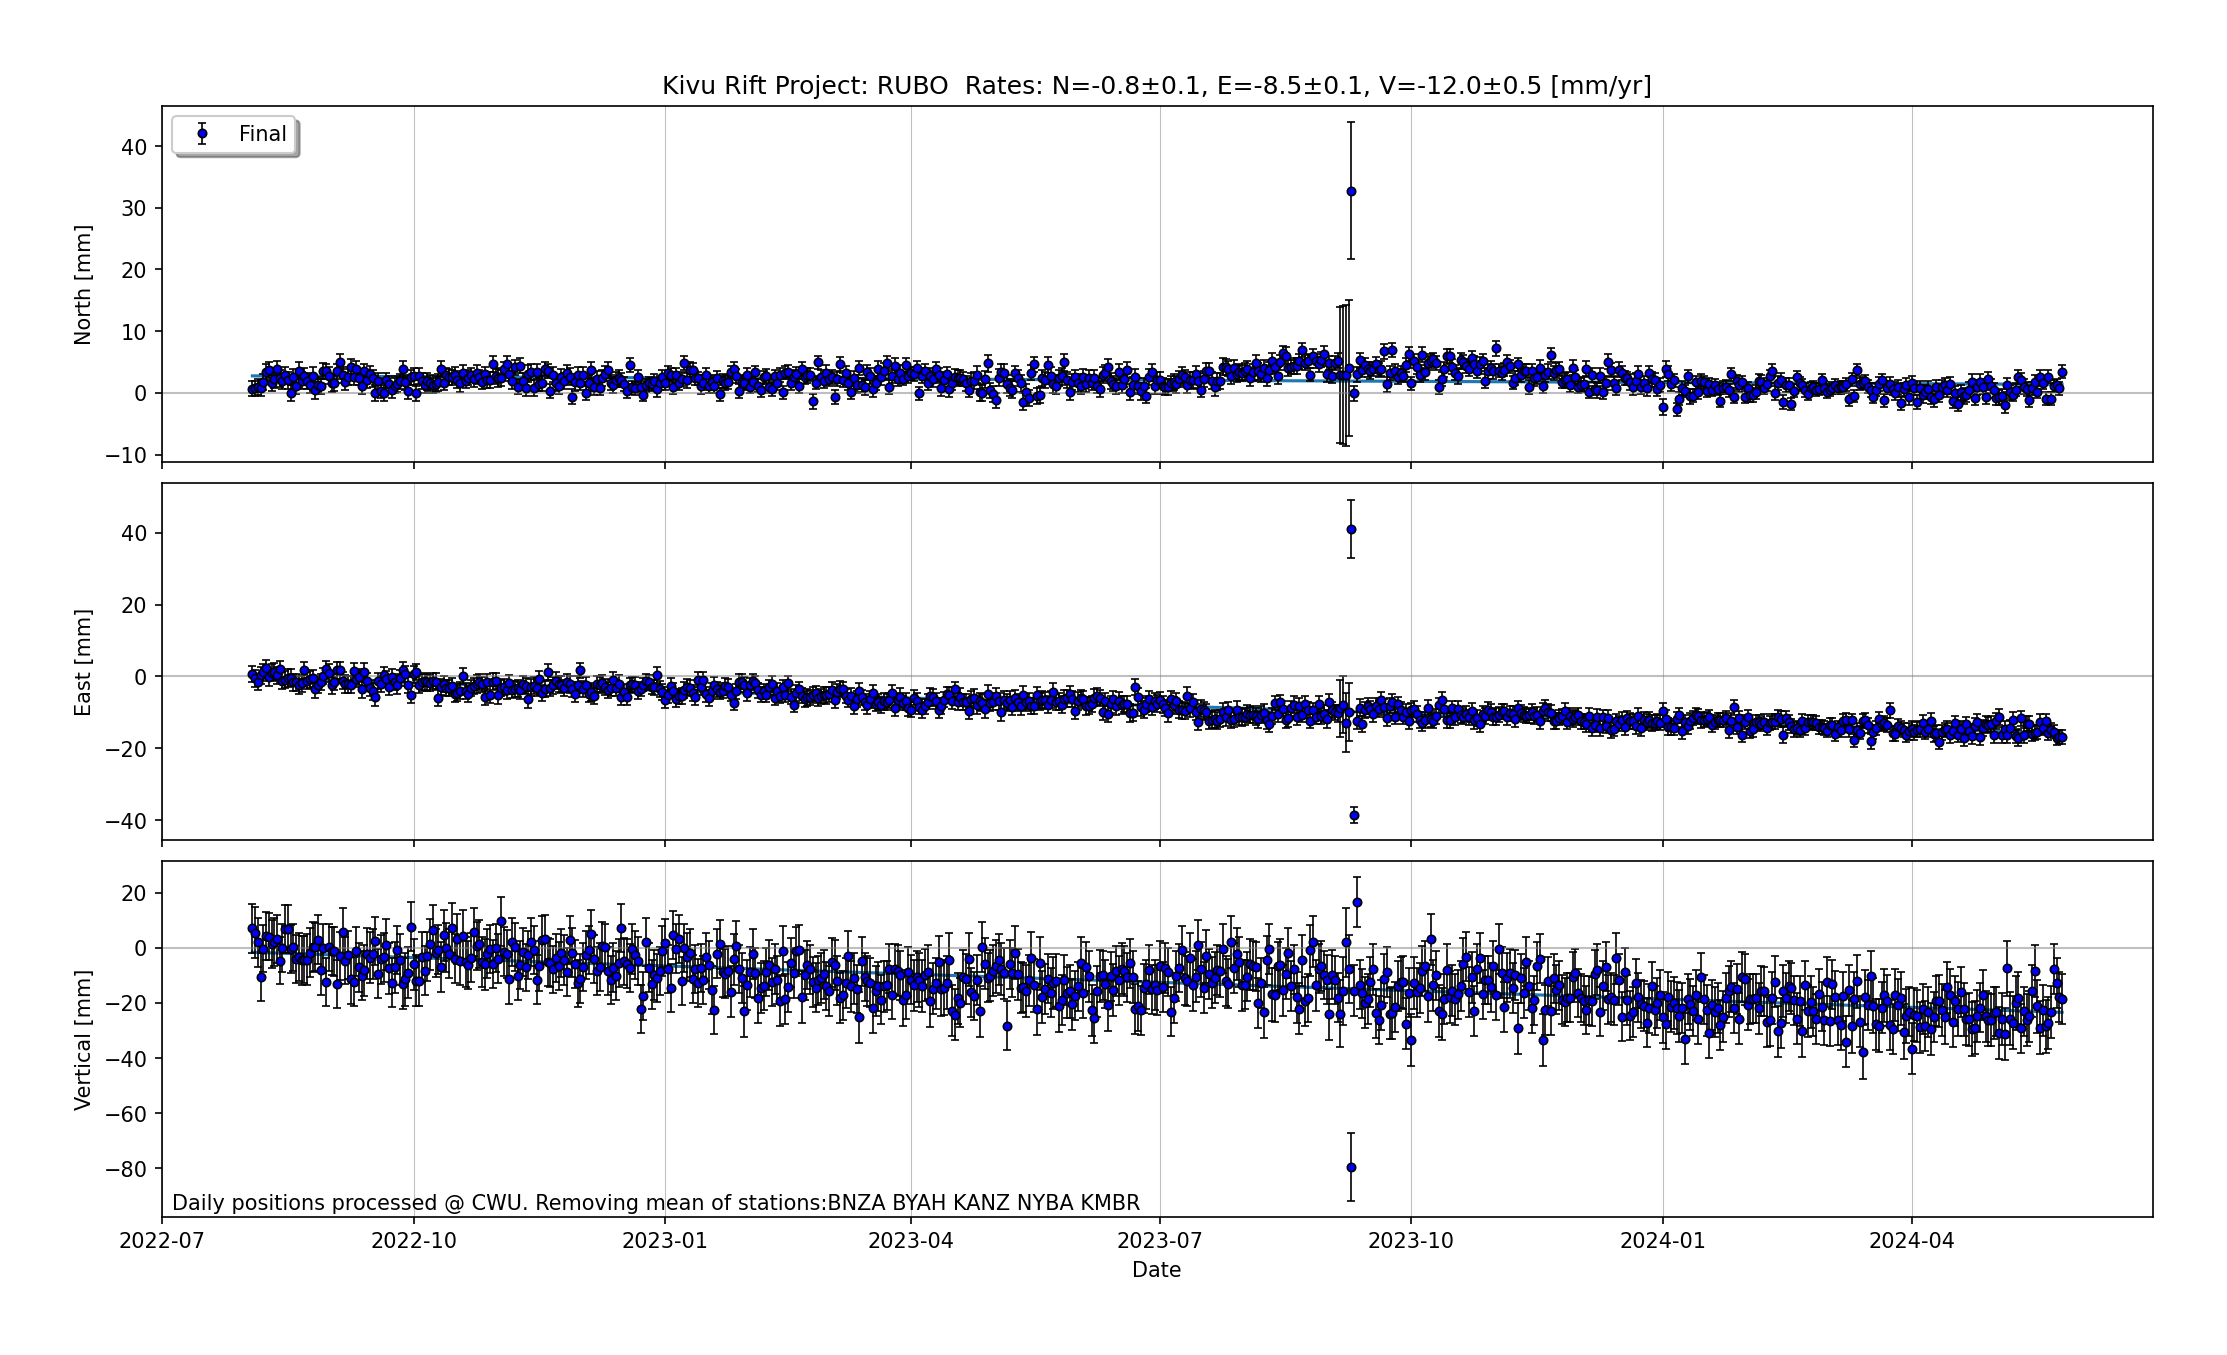 Kivu Rift Project: RUBO  Rates: N=-0.8±0.1, E=-8.5±0.1, V=-12.0±0.5 [mm/yr]
Final
North [mm]
40
30
20
10
0
−10
East [mm]
40
20
0
−20
−40
Vertical [mm]
20
0
−20
−40
−60
−80
Daily positions processed @ CWU. Removing mean of stations:BNZA BYAH KANZ NYBA KMBR
2022-07 2022-10 2023-01 2023-04 2023-07 2023-10 2024-01 2024-04
Date